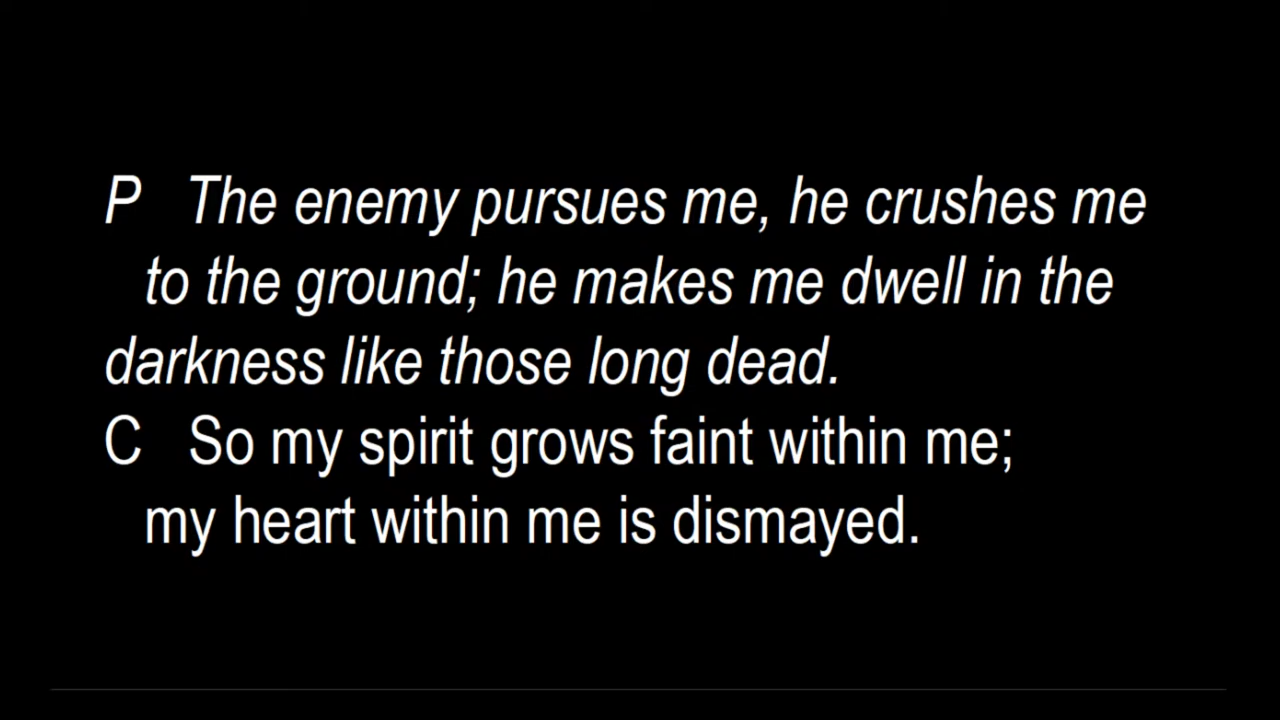 P The enemy pursues me, he crushes me
to the ground; he makes me dwell in the
darkness like those long dead.
C So my spirit grows faint within me;
my heart within me is dismayed.